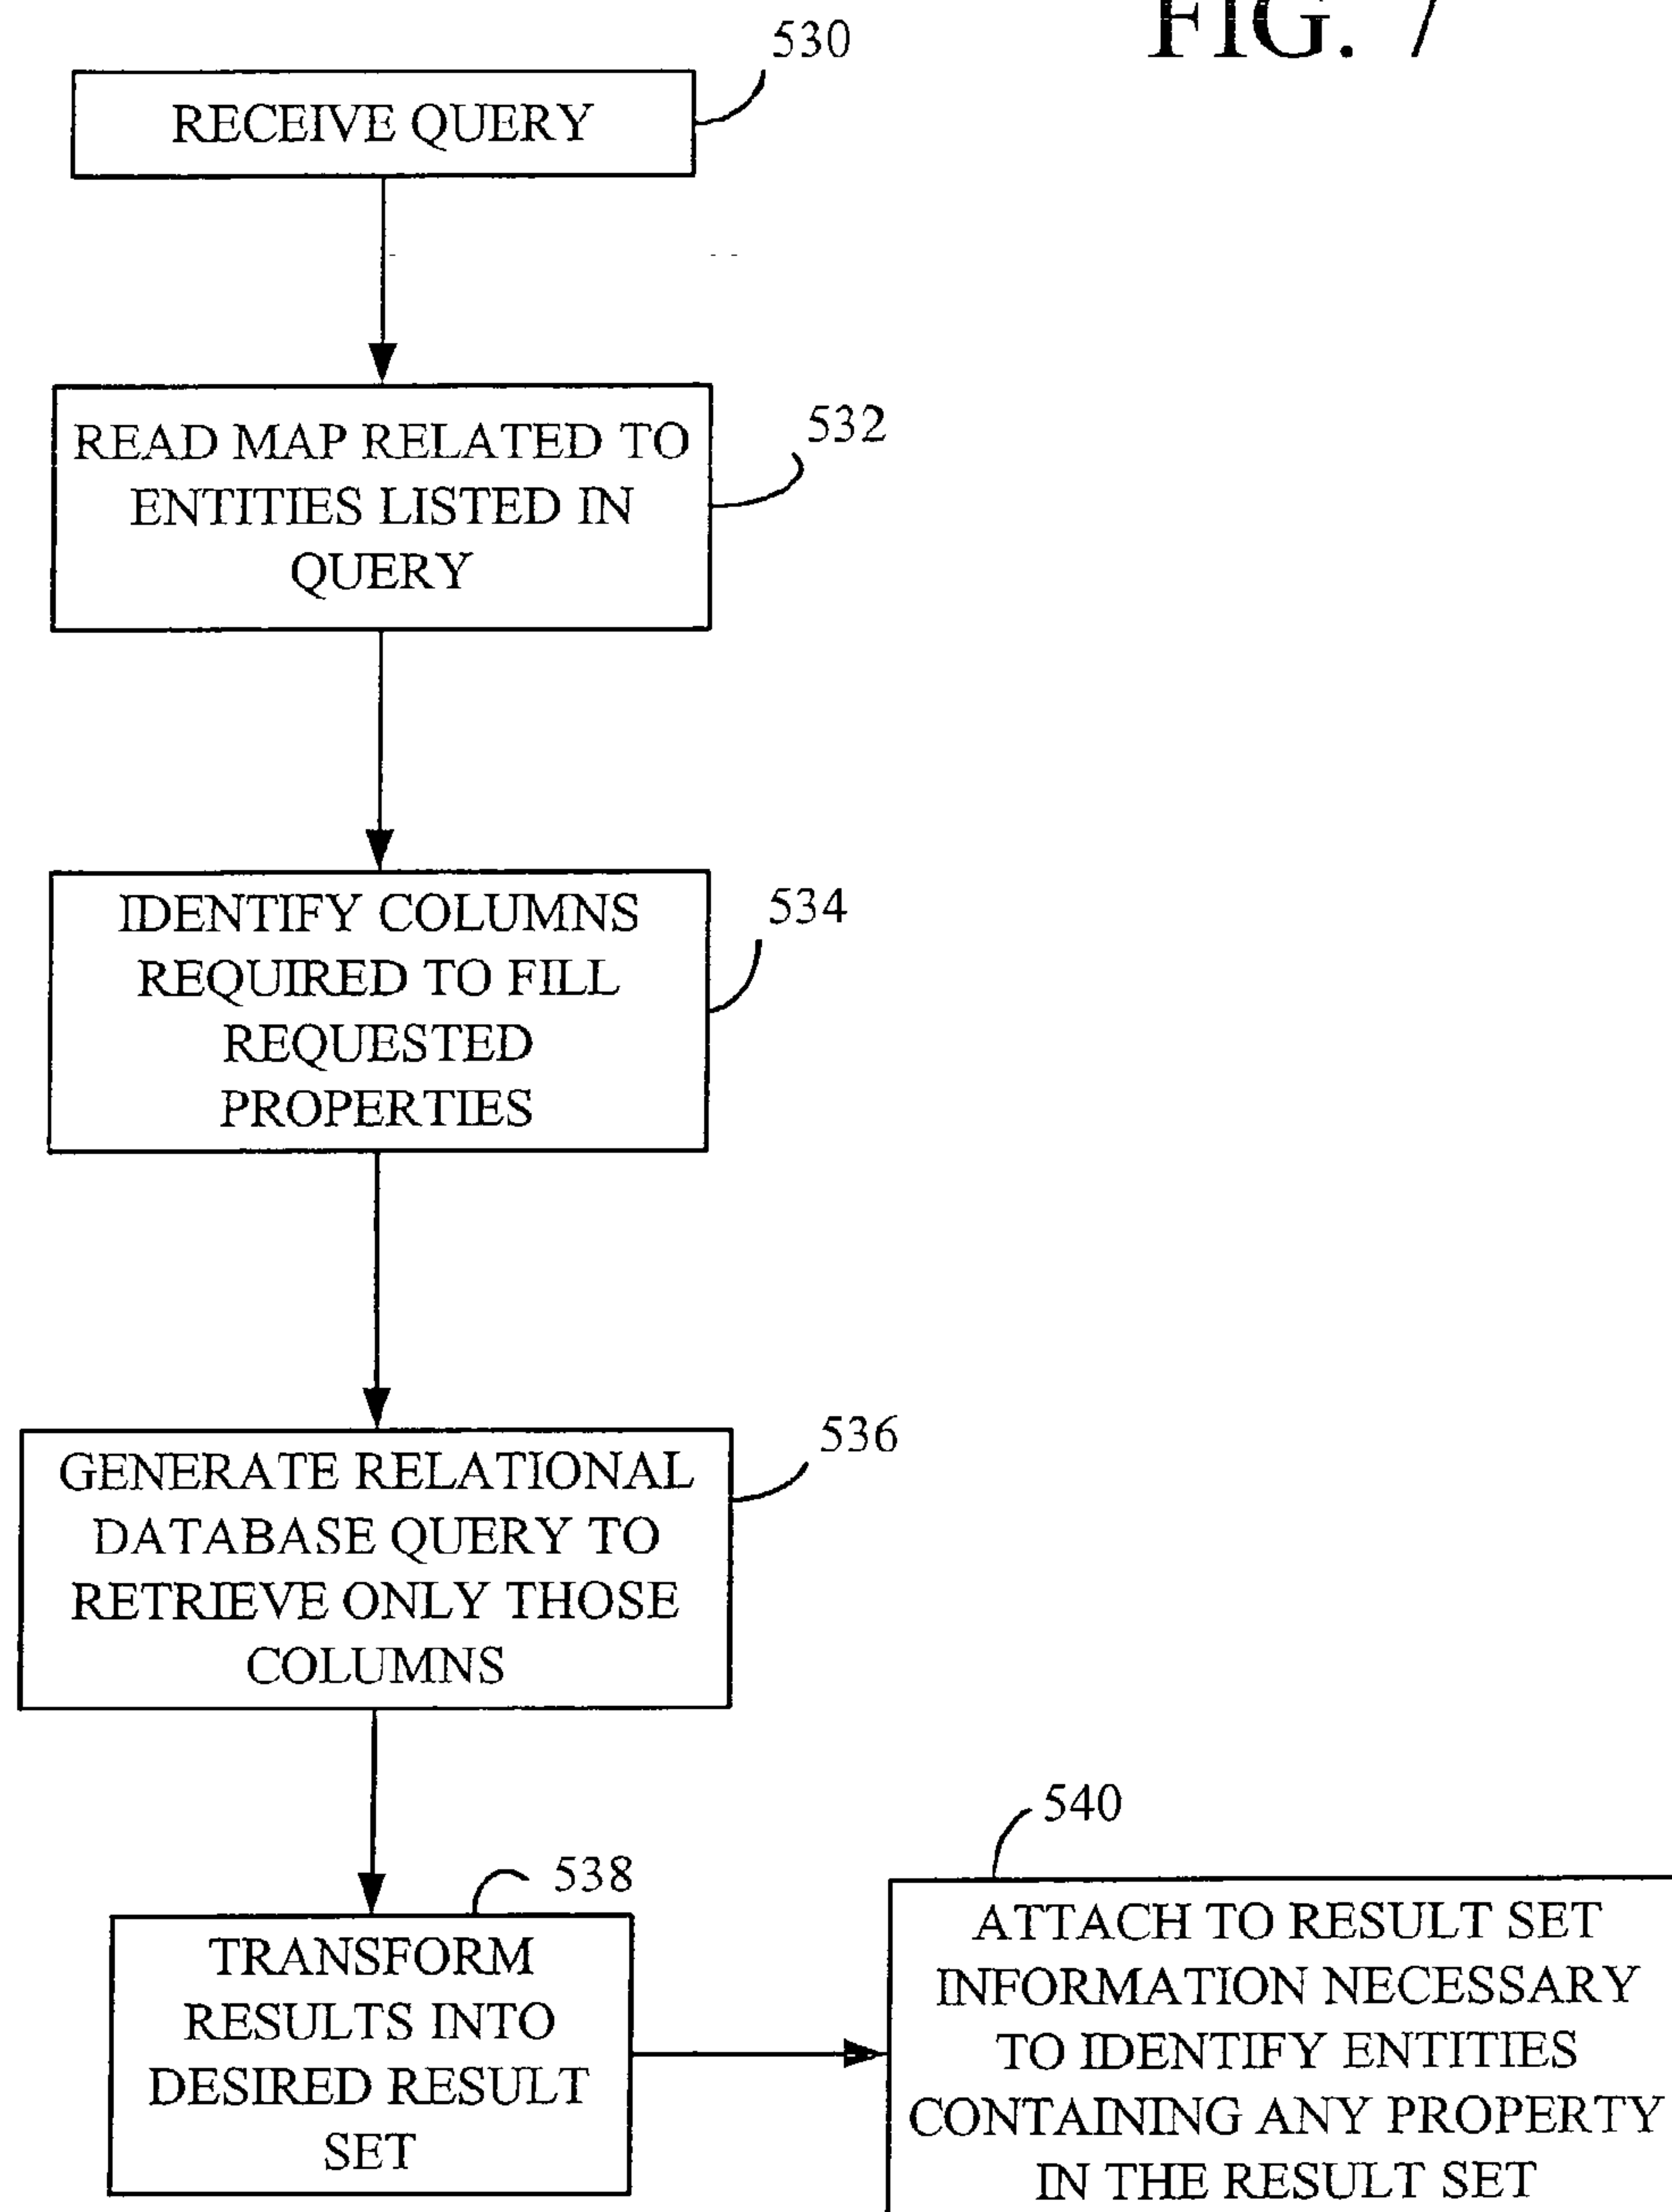 FIG. 7
530
RECEIVE QUERY
532
READ MAP RELATED TO
ENTITIES LISTED IN
QUERY
534
IDENTIFY COLUMNS
REQUIRED TO FILL
REQUESTED
PROPERTIES
536
GENERATE RELATIONAL
DATABASE QUERY TO
RETRIEVE ONLY THOSE
COLUMNS
538
TRANSFORM
RESULTS INTO
DESIRED RESULT
SET
540
ATTACH TO RESULT SET
INFORMATION NECESSARY
TO IDENTIFY ENTITIES
CONTAINING ANY PROPERTY
IN THE RESULT SET